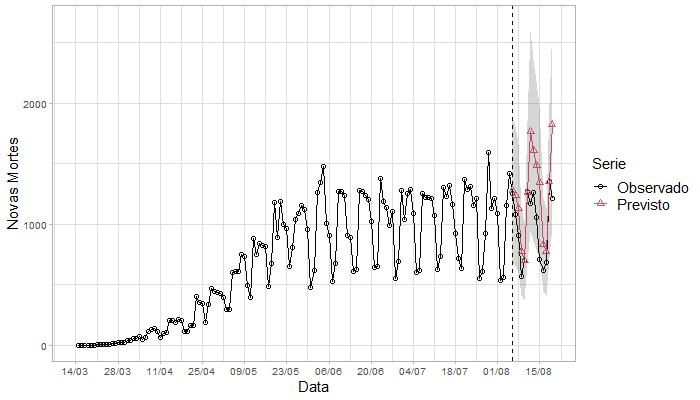 2000
1000
0
Novas Mortes
14/03 28/03 11/04 25/04 09/05 23/05 06/06 20/06 04/07 18/07 01/08 15/08
Data
Serie
Observado
Previsto